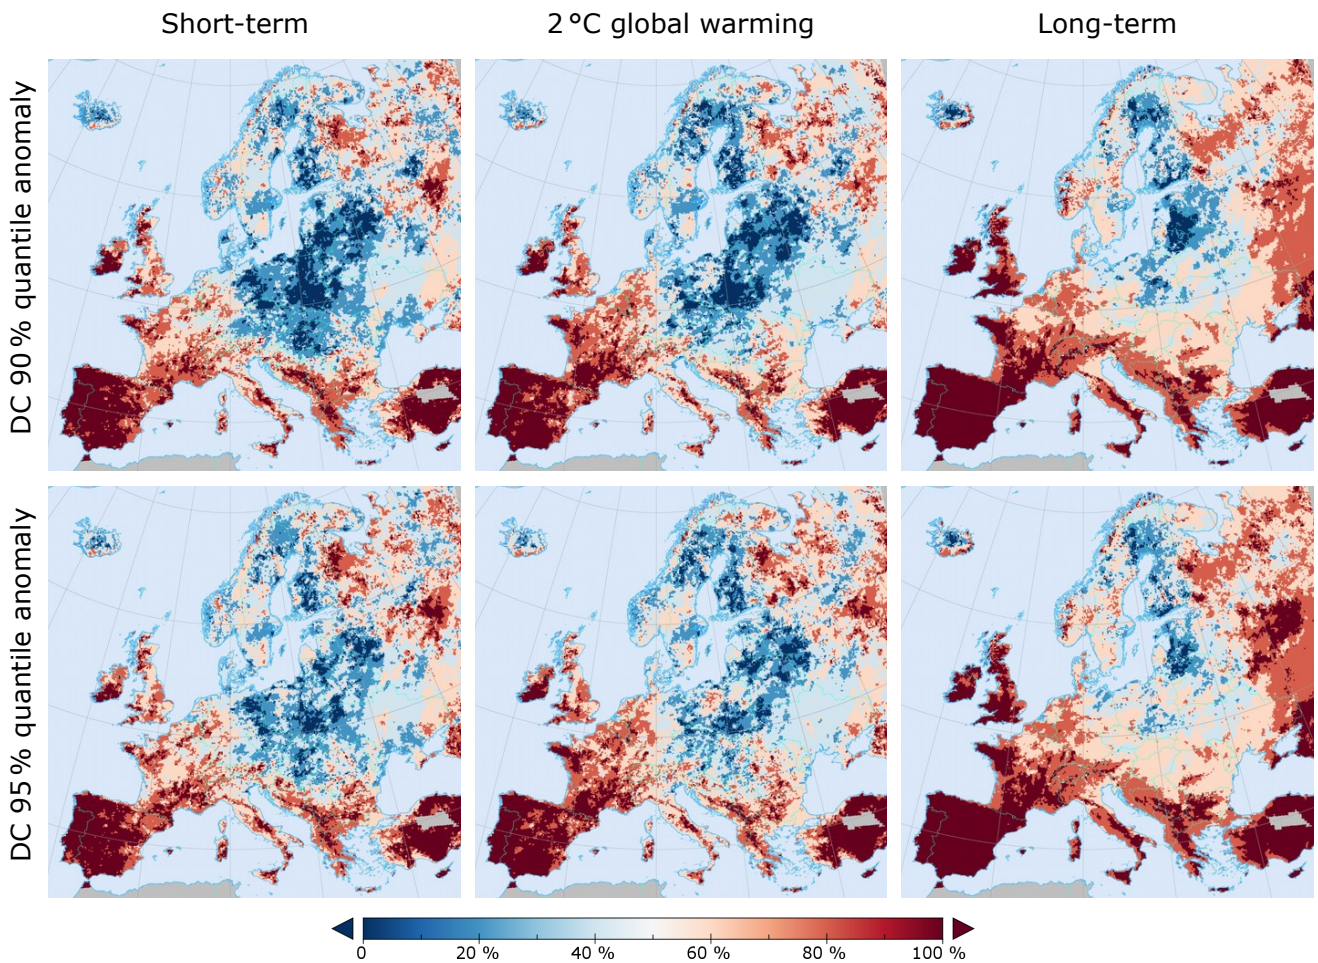 Short-term
2 °C global warming
Long-term
DC 90 % quantile anomaly
DC 95 % quantile anomaly
0 20 % 40 % 60 % 80 % 100 %